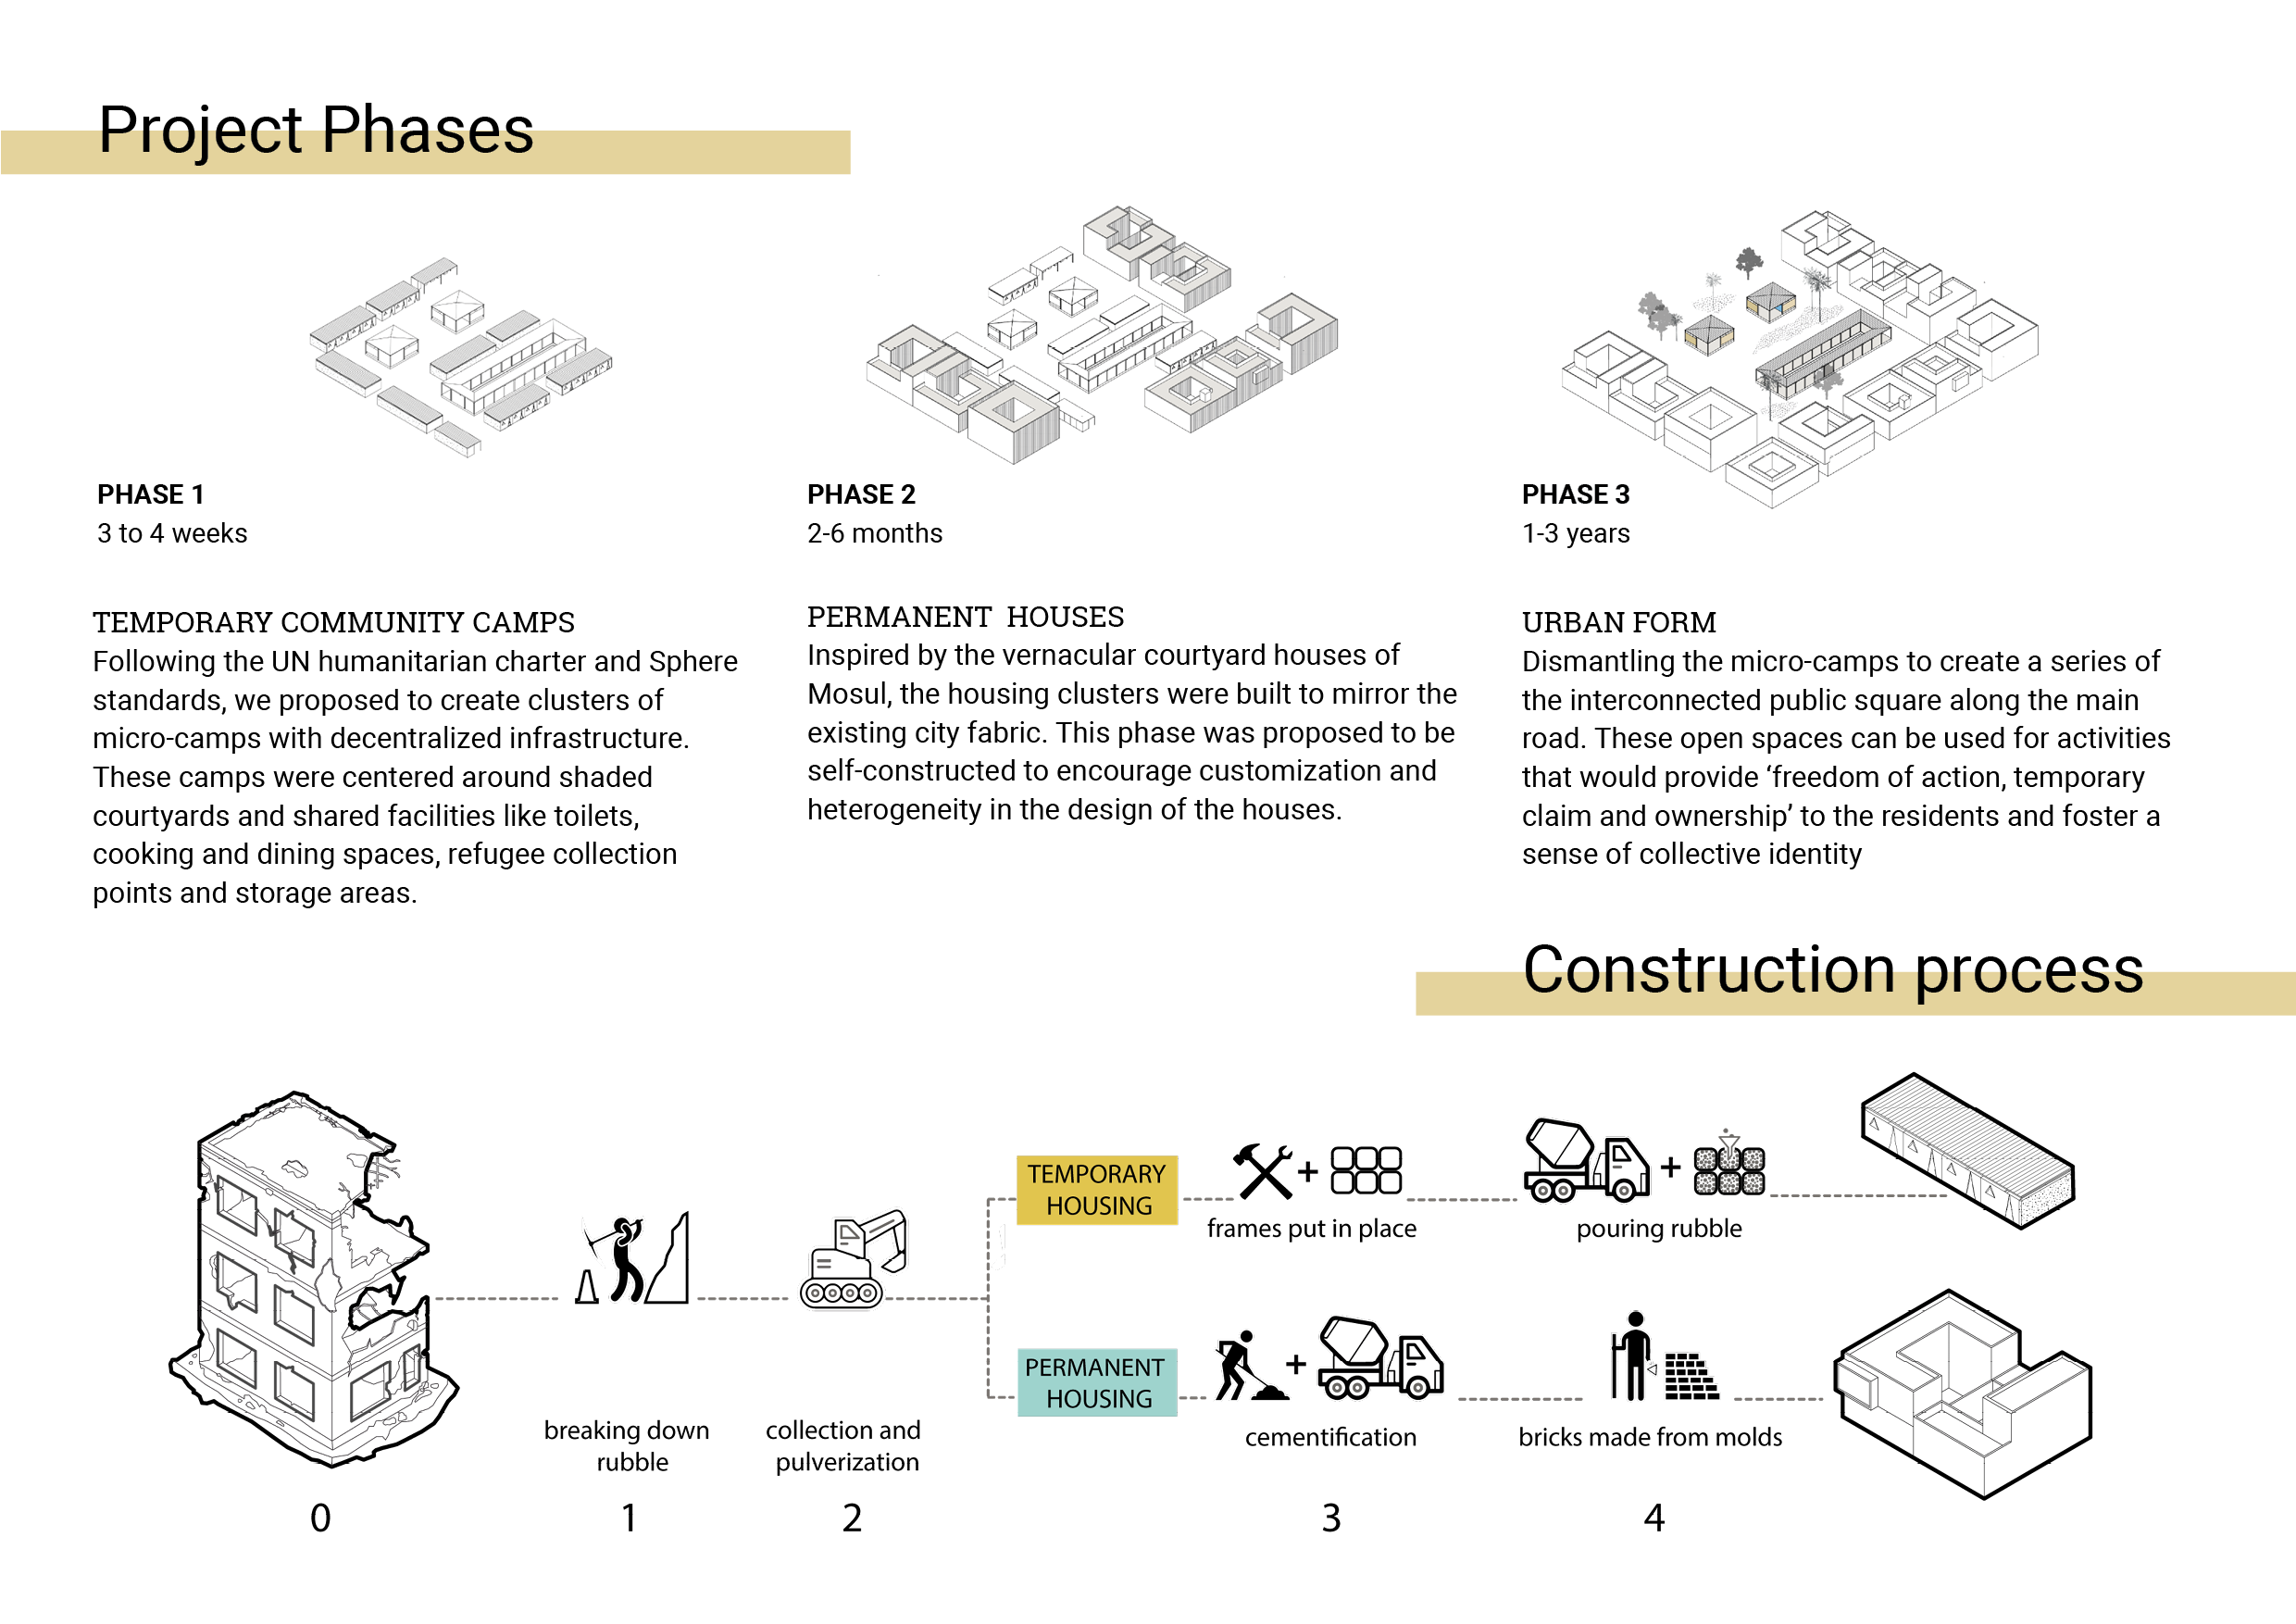 Project Phases
PHASE 1
3 to 4 weeks
TEMPORARY COMMUNITY CAMPS
Following the UN humanitarian charter and Sphere
standards, we proposed to create clusters of
micro-camps with decentralized infrastructure.
These camps were centered around shaded
courtyards and shared facilities like toilets,
cooking and dining spaces, refugee collection
points and storage areas.
PHASE 2
2-6 months
PERMANENT HOUSES
Inspired by the vernacular courtyard houses of
Mosul, the housing clusters were built to mirror the
existing city fabric. This phase was proposed to be
self-constructed to encourage customization and
heterogeneity in the design of the houses.
PHASE 3
1-3 years
URBAN FORM
Dismantling the micro-camps to create a series of
the interconnected public square along the main
road. These open spaces can be used for activities
that would provide ‘freedom of action, temporary
claim and ownership’ to the residents and foster a
sense of collective identity
Construction process
0
breaking down
rubble
1
collection and
pulverization
2
TEMPORARY
HOUSING
+
frames put in place
+
pouring rubble
PERMANENT
HOUSING
+
cementification
bricks made from molds
3
4